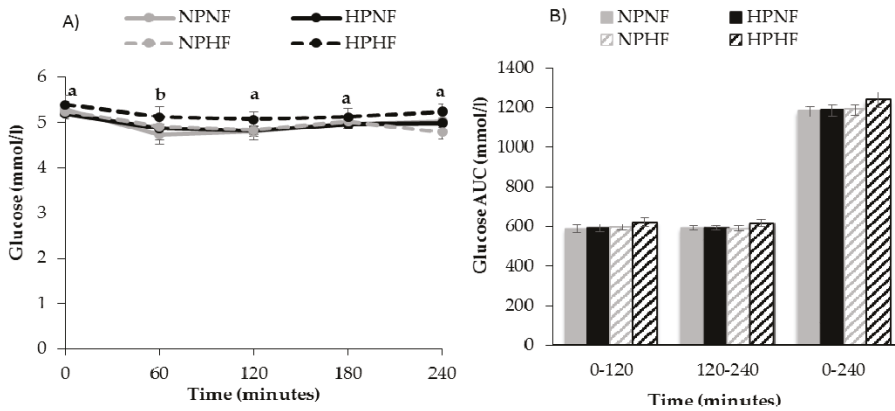 A)
NPNF HPNF
NPHF HPHF
Glucose (mmol/l)
6
5
4
3
2
1
0
a b a a a
0 60 120 180 240
Time (minutes)
B)
NPNF HPNF
NPHF HPHF
Glucose AUC (mmol/l)
1400
1200
1000
800
600
400
200
0
0-120 120-240 0-240
Time (minutes)